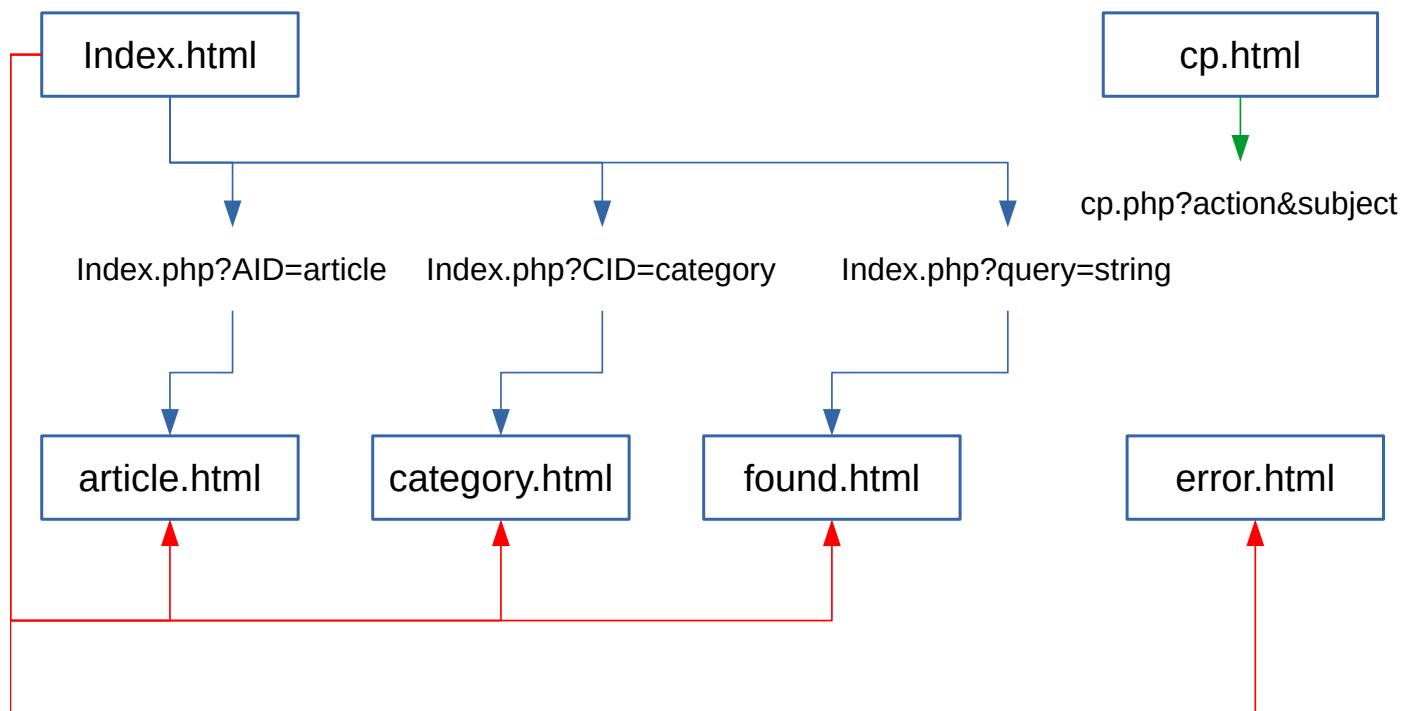 Index.html
cp.html
cp.php?action&subject
Index.php?AID=article
Index.php?CID=category
Index.php?query=string
article.html
category.html
found.html
error.html